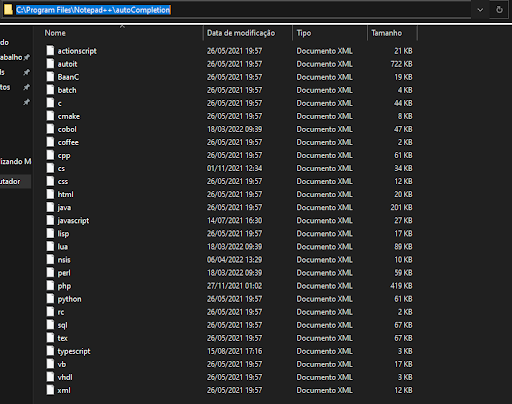 C:\Program Files\Notepad++\autoCompletion
Nome Data de modificação Tipo Tamanho
actionscript 26/05/2021 19:57 Documento XML 21 KB
autoit 26/05/2021 19:57 Documento XML 722 KB
BaanC 26/05/2021 19:57 Documento XML 19 KB
batch 26/05/2021 19:57 Documento XML 4 KB
c 26/05/2021 19:57 Documento XML 44 KB
cmake 26/05/2021 19:57 Documento XML 8 KB
cobol 18/03/2022 09:39 Documento XML 47 KB
coffee 26/05/2021 19:57 Documento XML 2 KB
cpp 26/05/2021 19:57 Documento XML 61 KB
cs 01/11/2021 12:34 Documento XML 34 KB
css 26/05/2021 19:57 Documento XML 12 KB
html 26/05/2021 19:57 Documento XML 20 KB
java 26/05/2021 19:57 Documento XML 201 KB
javascript 14/07/2021 16:30 Documento XML 27 KB
lisp 26/05/2021 19:57 Documento XML 17 KB
lua 18/03/2022 09:39 Documento XML 89 KB
nsis 06/04/2022 13:29 Documento XML 10 KB
perl 18/03/2022 09:39 Documento XML 59 KB
php 27/11/2021 01:02 Documento XML 419 KB
python 26/05/2021 19:57 Documento XML 61 KB
rc 26/05/2021 19:57 Documento XML 2 KB
sql 26/05/2021 19:57 Documento XML 67 KB
tex 26/05/2021 19:57 Documento XML 67 KB
typescript 15/08/2021 17:16 Documento XML 3 KB
vb 26/05/2021 19:57 Documento XML 17 KB
vhdl 26/05/2021 19:57 Documento XML 3 KB
xml 26/05/2021 19:57 Documento XML 12 KB
ido
abalho
ds
tos
lizando M
utador